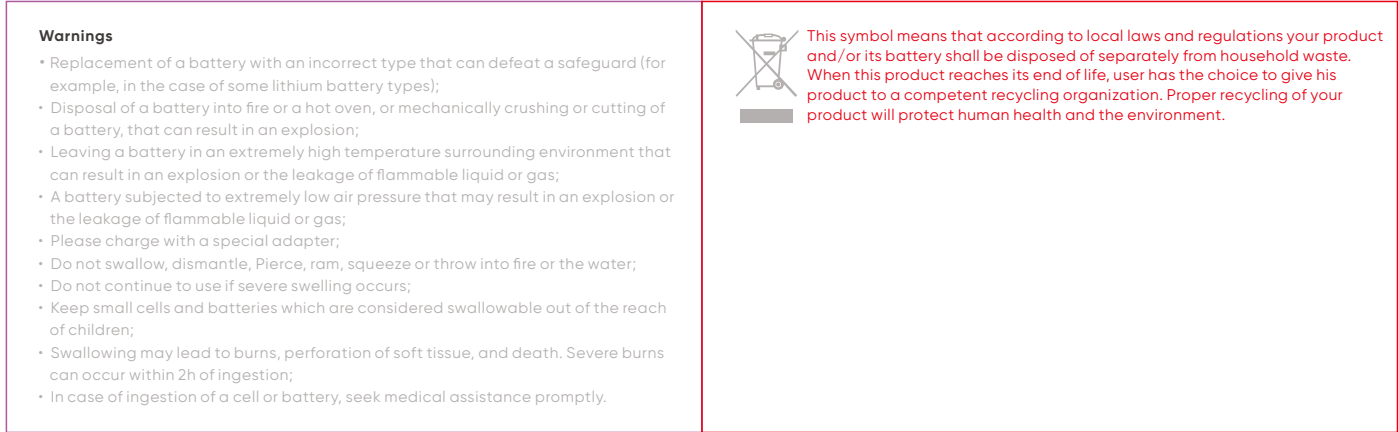 Warnings
• Replacement of a battery with an incorrect type that can defeat a safeguard (for
example, in the case of some lithium battery types);
• Disposal of a battery into fire or a hot oven, or mechanically crushing or cutting of
a battery, that can result in an explosion;
• Leaving a battery in an extremely high temperature surrounding environment that
can result in an explosion or the leakage of flammable liquid or gas;
• A battery subjected to extremely low air pressure that may result in an explosion or
the leakage of flammable liquid or gas;
• Please charge with a special adapter;
• Do not swallow, dismantle, Pierce, ram, squeeze or throw into fire or the water;
• Do not continue to use if severe swelling occurs;
• Keep small cells and batteries which are considered swallowable out of the reach
of children;
• Swallowing may lead to burns, perforation of soft tissue, and death. Severe burns
can occur within 2h of ingestion;
• In case of ingestion of a cell or battery, seek medical assistance promptly.
This symbol means that according to local laws and regulations your product
and/or its battery shall be disposed of separately from household waste.
When this product reaches its end of life, user has the choice to give his
product to a competent recycling organization. Proper recycling of your
product will protect human health and the environment.